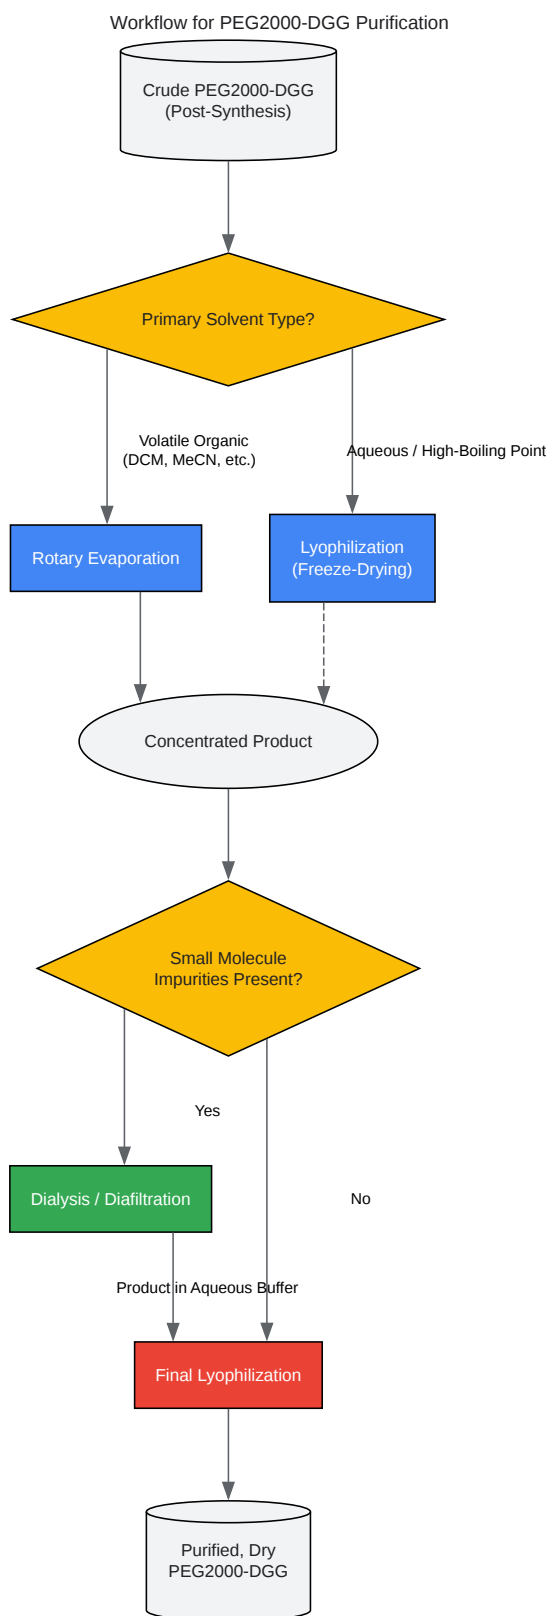 Workflow for PEG2000-DGG Purification
Crude PEG2000-DGG
(Post-Synthesis)
Primary Solvent Type?
Volatile Organic
(DCM, MeCN, etc.)
Aqueous / High-Boiling Point
Rotary Evaporation
Lyophilization
(Freeze-Drying)
Concentrated Product
Small Molecule
Impurities Present?
Yes
Dialysis / Diafiltration
No
Product in Aqueous Buffer
Final Lyophilization
Purified, Dry
PEG2000-DGG